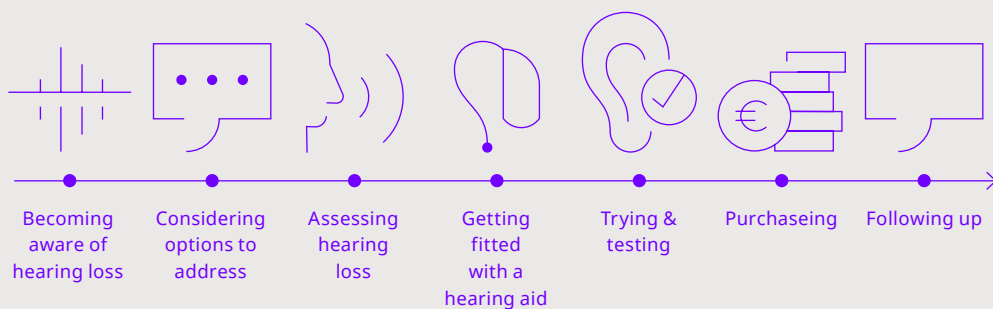 Becoming
aware of
hearing loss
Considering
options to
address
Assessing
hearing
loss
Getting
fitted
with a
hearing aid
Trying &
testing
Purchaseing
Following up